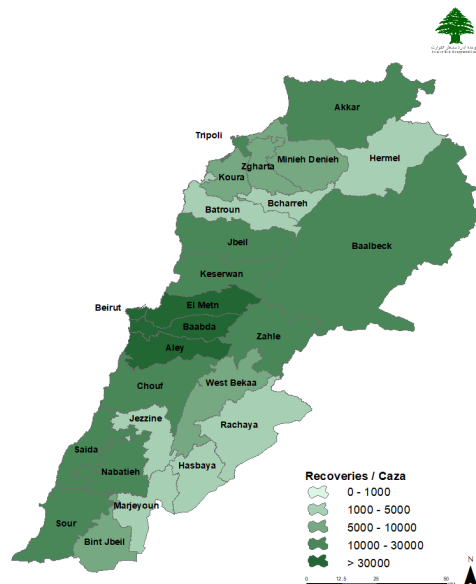 Akkar
Tripoli
Zgharta
Minieh Denieh
Hermel
Koura
Bcharreh
Batroun
Jbeil
Baalbeck
Keserwan
El Metn
Beirut
Baabda
Zahle
Aley
West Bekaa
Chouf
Jezzine
Rachaya
Saida
Hasbaya
Nabatieh
Marjeyoun
Sour
Bint Jbeil
Recoveries / Caza
0 - 1000
1000 - 5000
5000 - 10000
10000 - 30000
> 30000
N
0 12.5 25 50